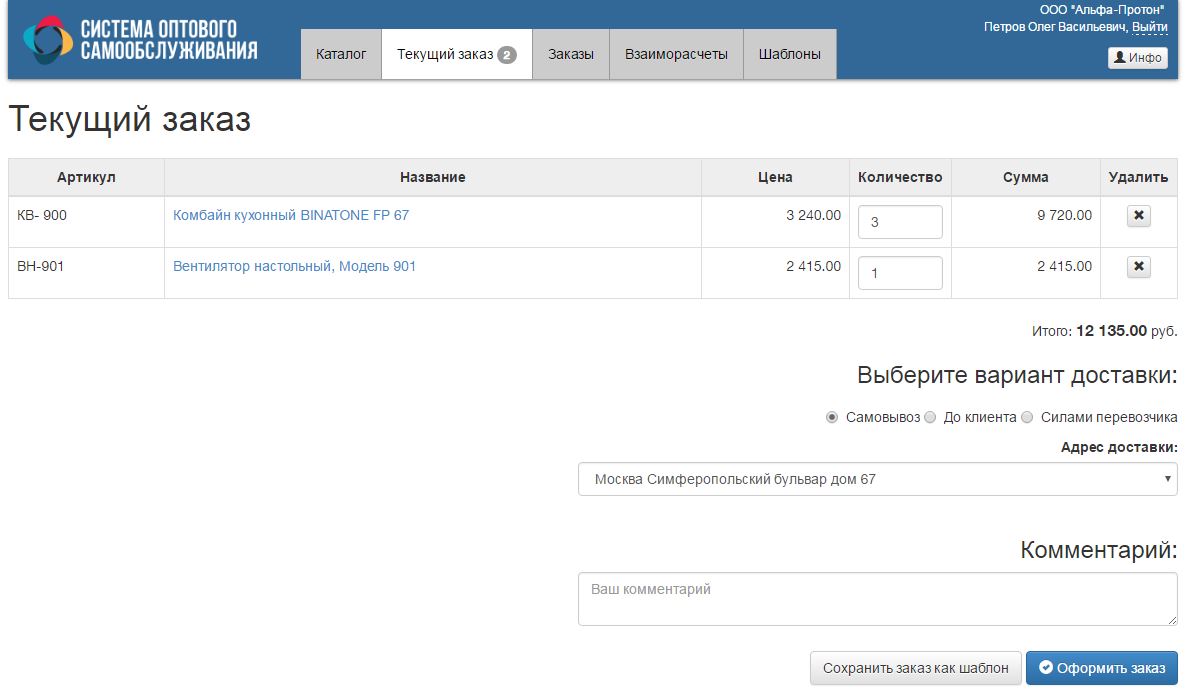 СИСТЕМА ОПТОВОГО
САМООБСЛУЖИВАНИЯ
ООО "Альфа-Протон"
Петров Олег Васильевич, Выйти
Инфо
Каталог Текущий заказ 2 Заказы Взаиморасчеты Шаблоны
Текущий заказ
Артикул Название Цена Количество Сумма Удалить
КВ- 900 Комбайн кухонный BINATONE FP 67 3 240.00 3 9 720.00
ВН-901 Вентилятор настольный, Модель 901 2 415.00 1 2 415.00
Итого: 12 135.00 руб.
Выберите вариант доставки:
Самовывоз До клиента Силами перевозчика
Адрес доставки:
Москва Симферопольский бульвар дом 67
Комментарий:
Ваш комментарий
Сохранить заказ как шаблон Оформить заказ